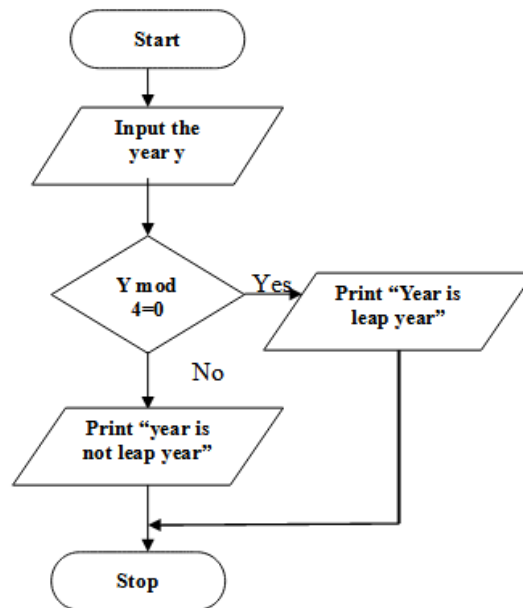 Start
Input the
year y
Y mod
4=0
Yes
Print “Year is
leap year”
No
Print “year is
not leap year”
Stop